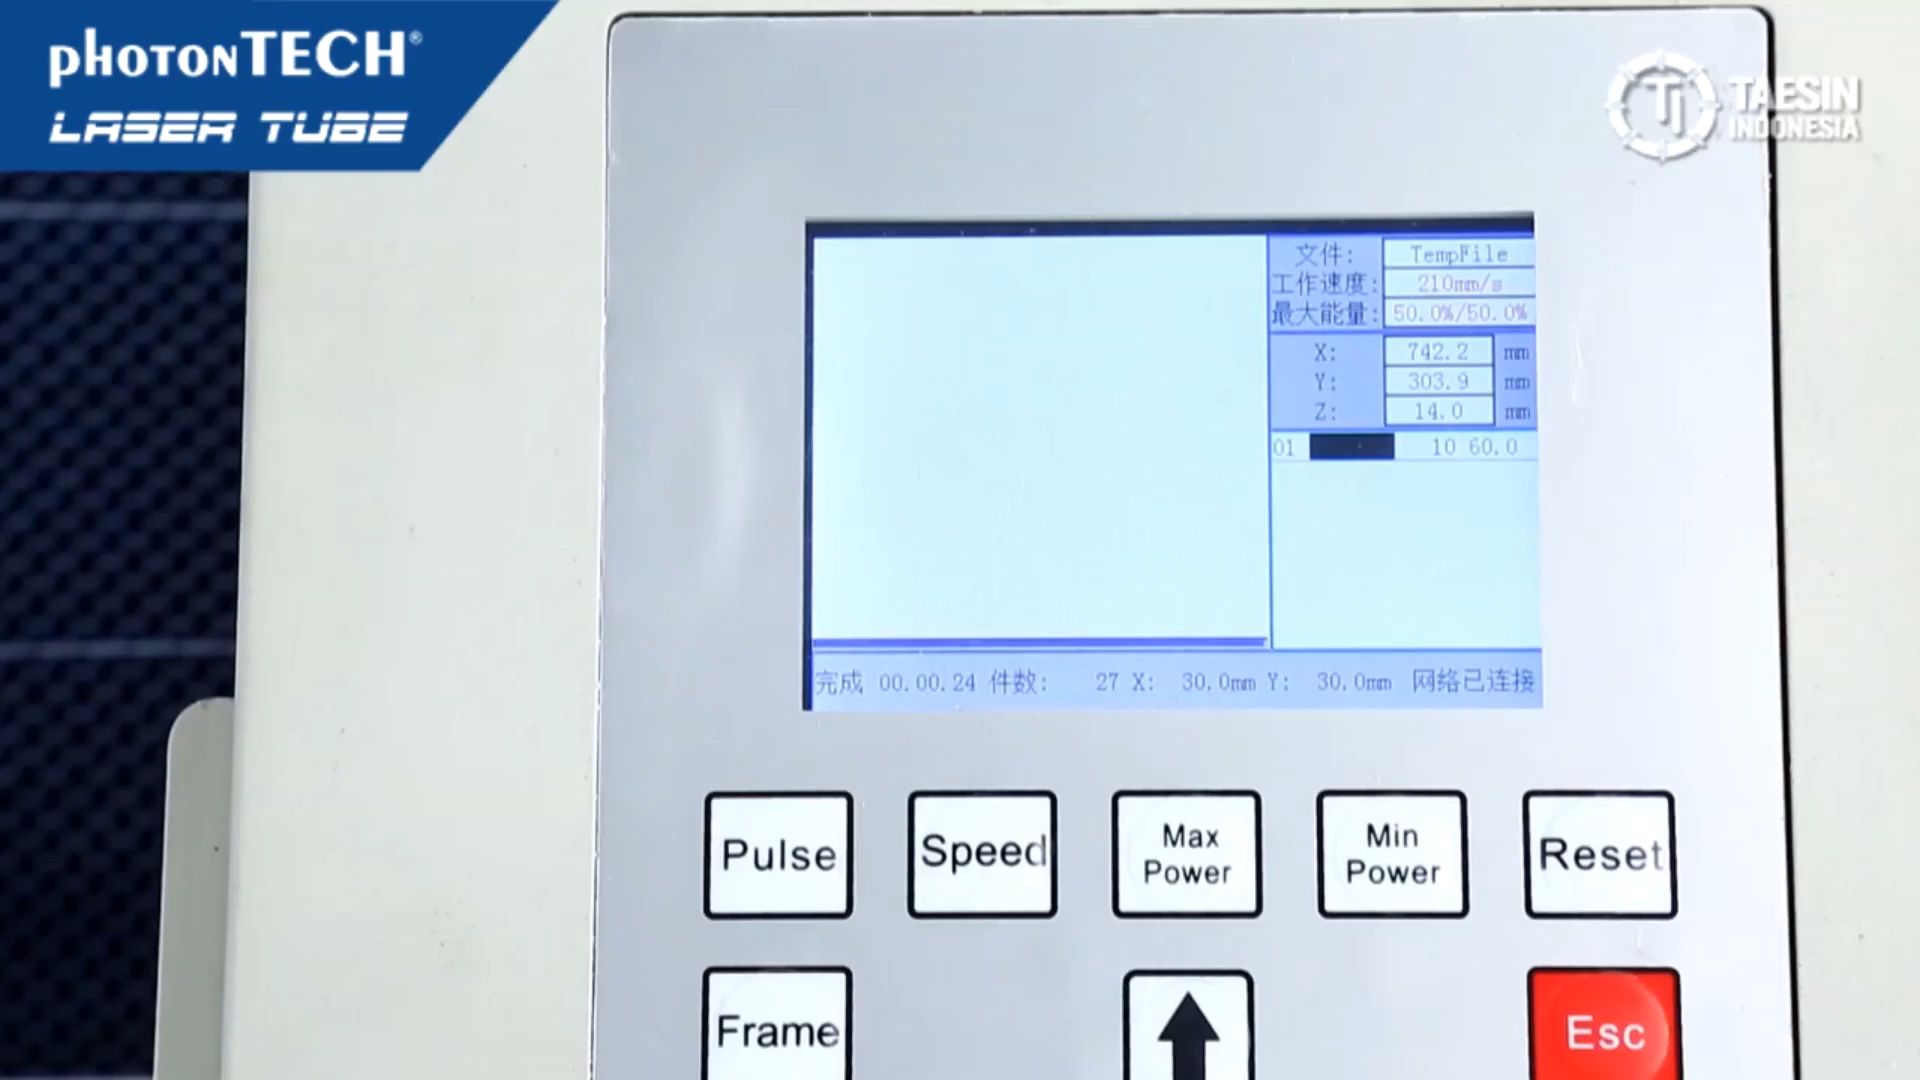 photonTECH®
LASER TUBE
TI TAESIN
INDONESIA
文件: TempFile
工作速度: 210mm/s
最大能量: 50.0%/50.0%
X: 742.2 mm
Y: 303.9 mm
Z: 14.0 mm
01 10 60.0
完成 00.00.24 件数: 27 X: 30.0mm Y: 30.0mm 网络已连接
Pulse
Speed
Max
Power
Min
Power
Reset
Frame
Esc